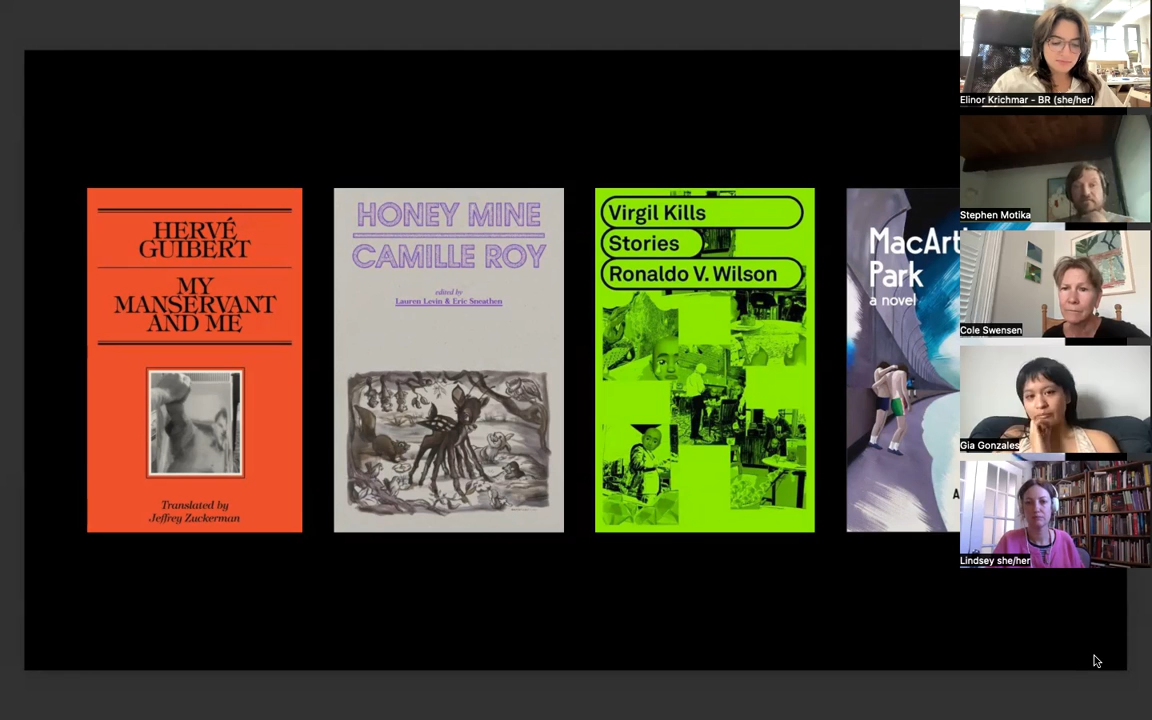 HERVÉ
GUIBERT
MY
MANSERVANT
AND ME
Translated by
Jeffrey Zuckerman
HONEY MINE
CAMILLE ROY
edited by
Lauren Levin & Eric Sneathen
Virgil Kills
Stories
Ronaldo V. Wilson
MacArt
Park
a novel
A
Elinor Krichmar - BR (she/her)
Stephen Motika
Cole Swensen
Gia Gonzales
Lindsey she/her